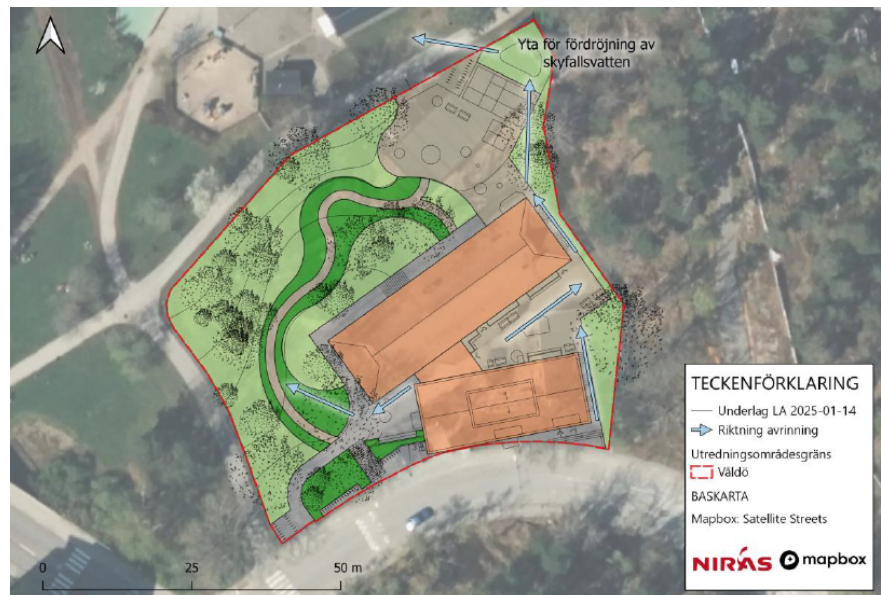 Yta för fördröjning av
skyfallsvatten
TECKENFÖRKLARING
Underlag LA 2025-01-14
Riktning avrinning
Utredningsområdesgräns
Våldö
BASKARTA
Mapbox: Satellite Streets
NIRAS mapbox
0 25 50 m